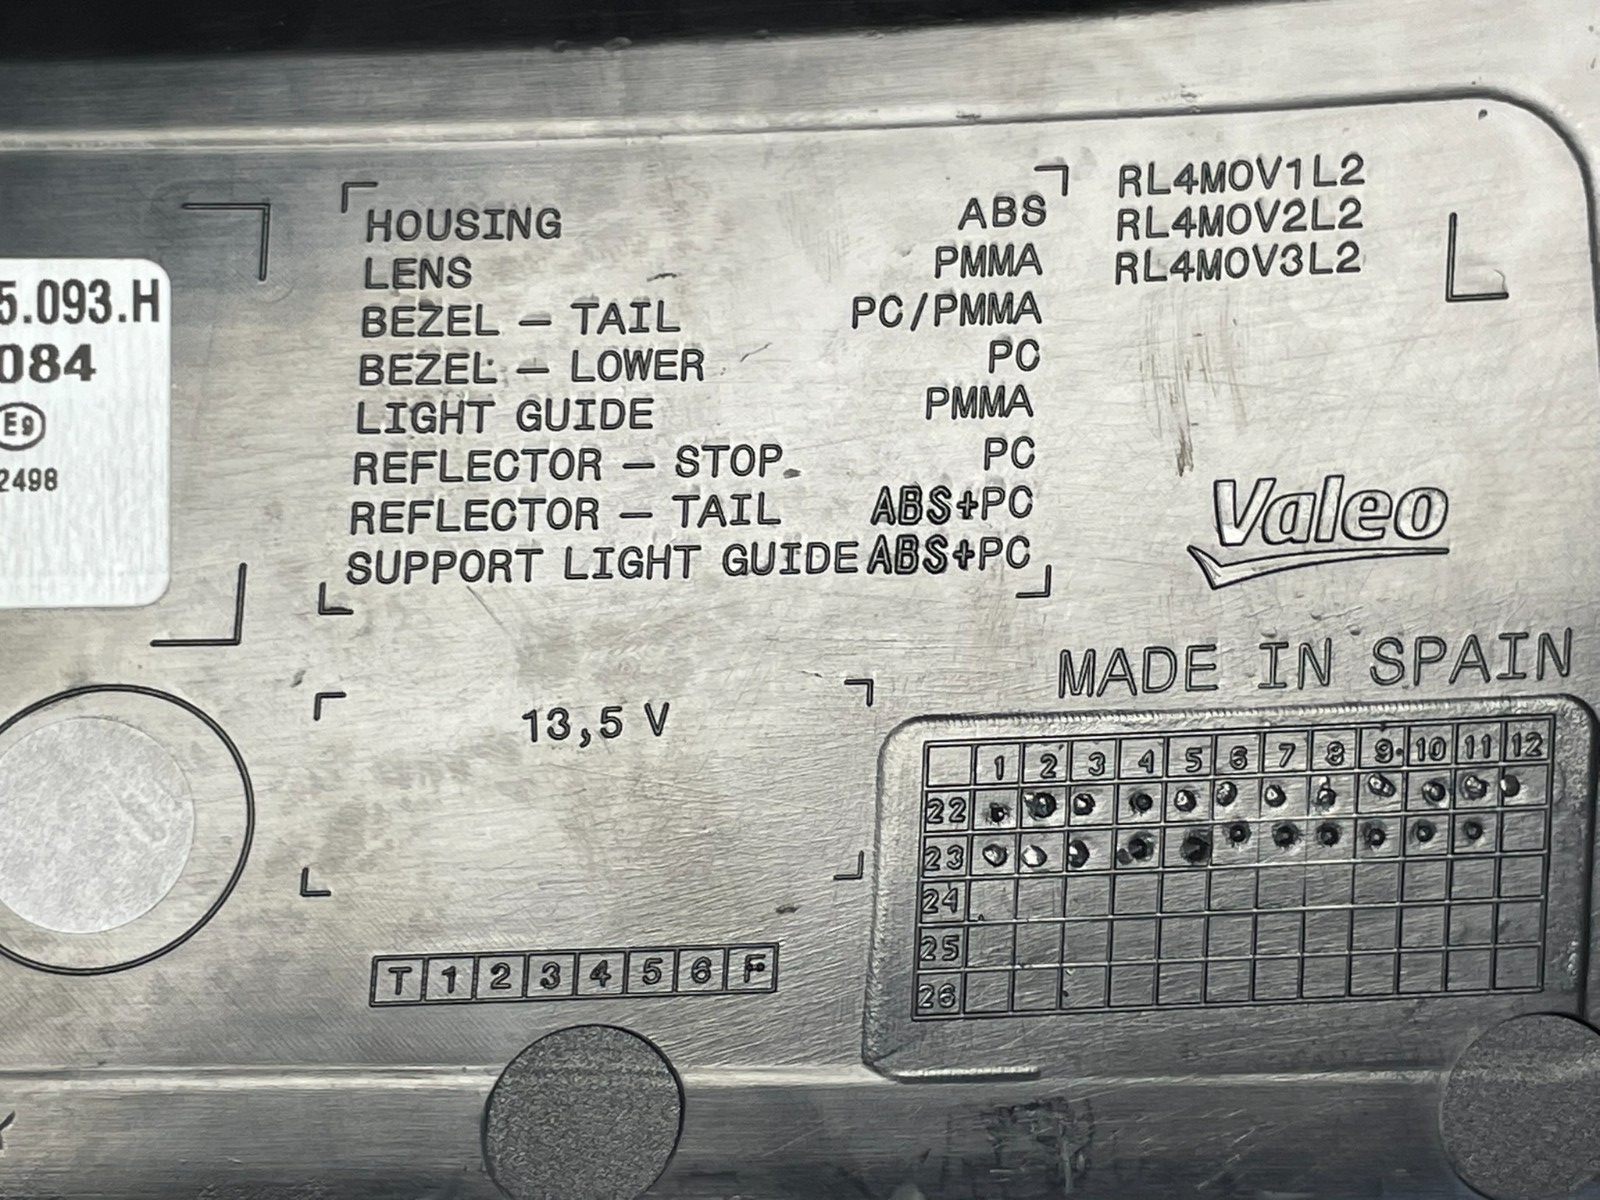 5.093.H
084
E9
2498
HOUSING ABS
LENS PMMA
BEZEL – TAIL PC/PMMA
BEZEL – LOWER PC
LIGHT GUIDE PMMA
REFLECTOR – STOP PC
REFLECTOR – TAIL ABS+PC
SUPPORT LIGHT GUIDE ABS+PC
RL4MOV1L2
RL4MOV2L2
RL4MOV3L2
Valeo
MADE IN SPAIN
13,5 V
1 2 3 4 5 6 7 8 9 10 11 12
22
23
24
25
26
T 1 2 3 4 5 6 F